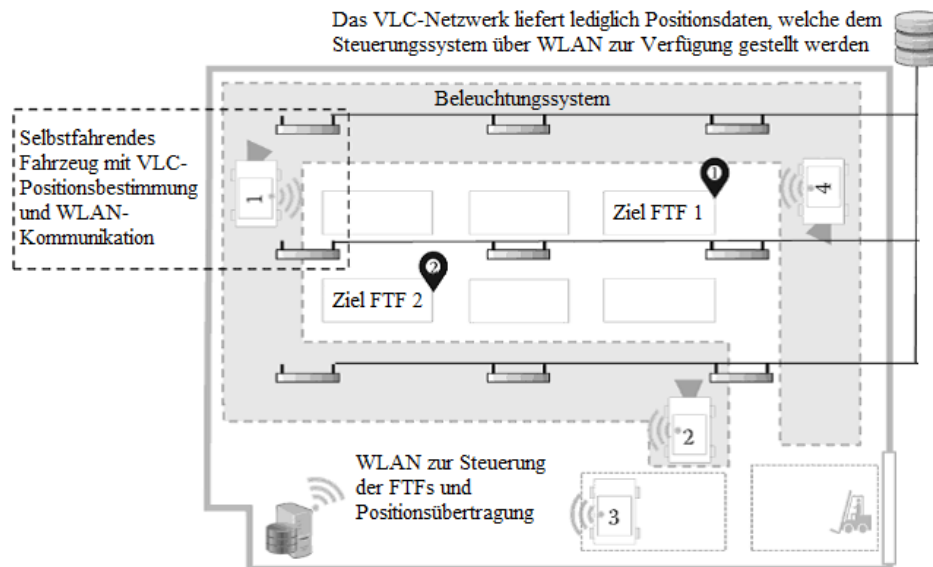 Das VLC-Netzwerk liefert lediglich Positionsdaten, welche dem
Steuerungssystem über WLAN zur Verfügung gestellt werden
Beleuchtungssystem
Selbstfahrendes
Fahrzeug mit VLC-
Positionsbestimmung
und WLAN-
Kommunikation
1
1
4
Ziel FTF 1
2
Ziel FTF 2
2
WLAN zur Steuerung
der FTFs und
Positionsübertragung
3